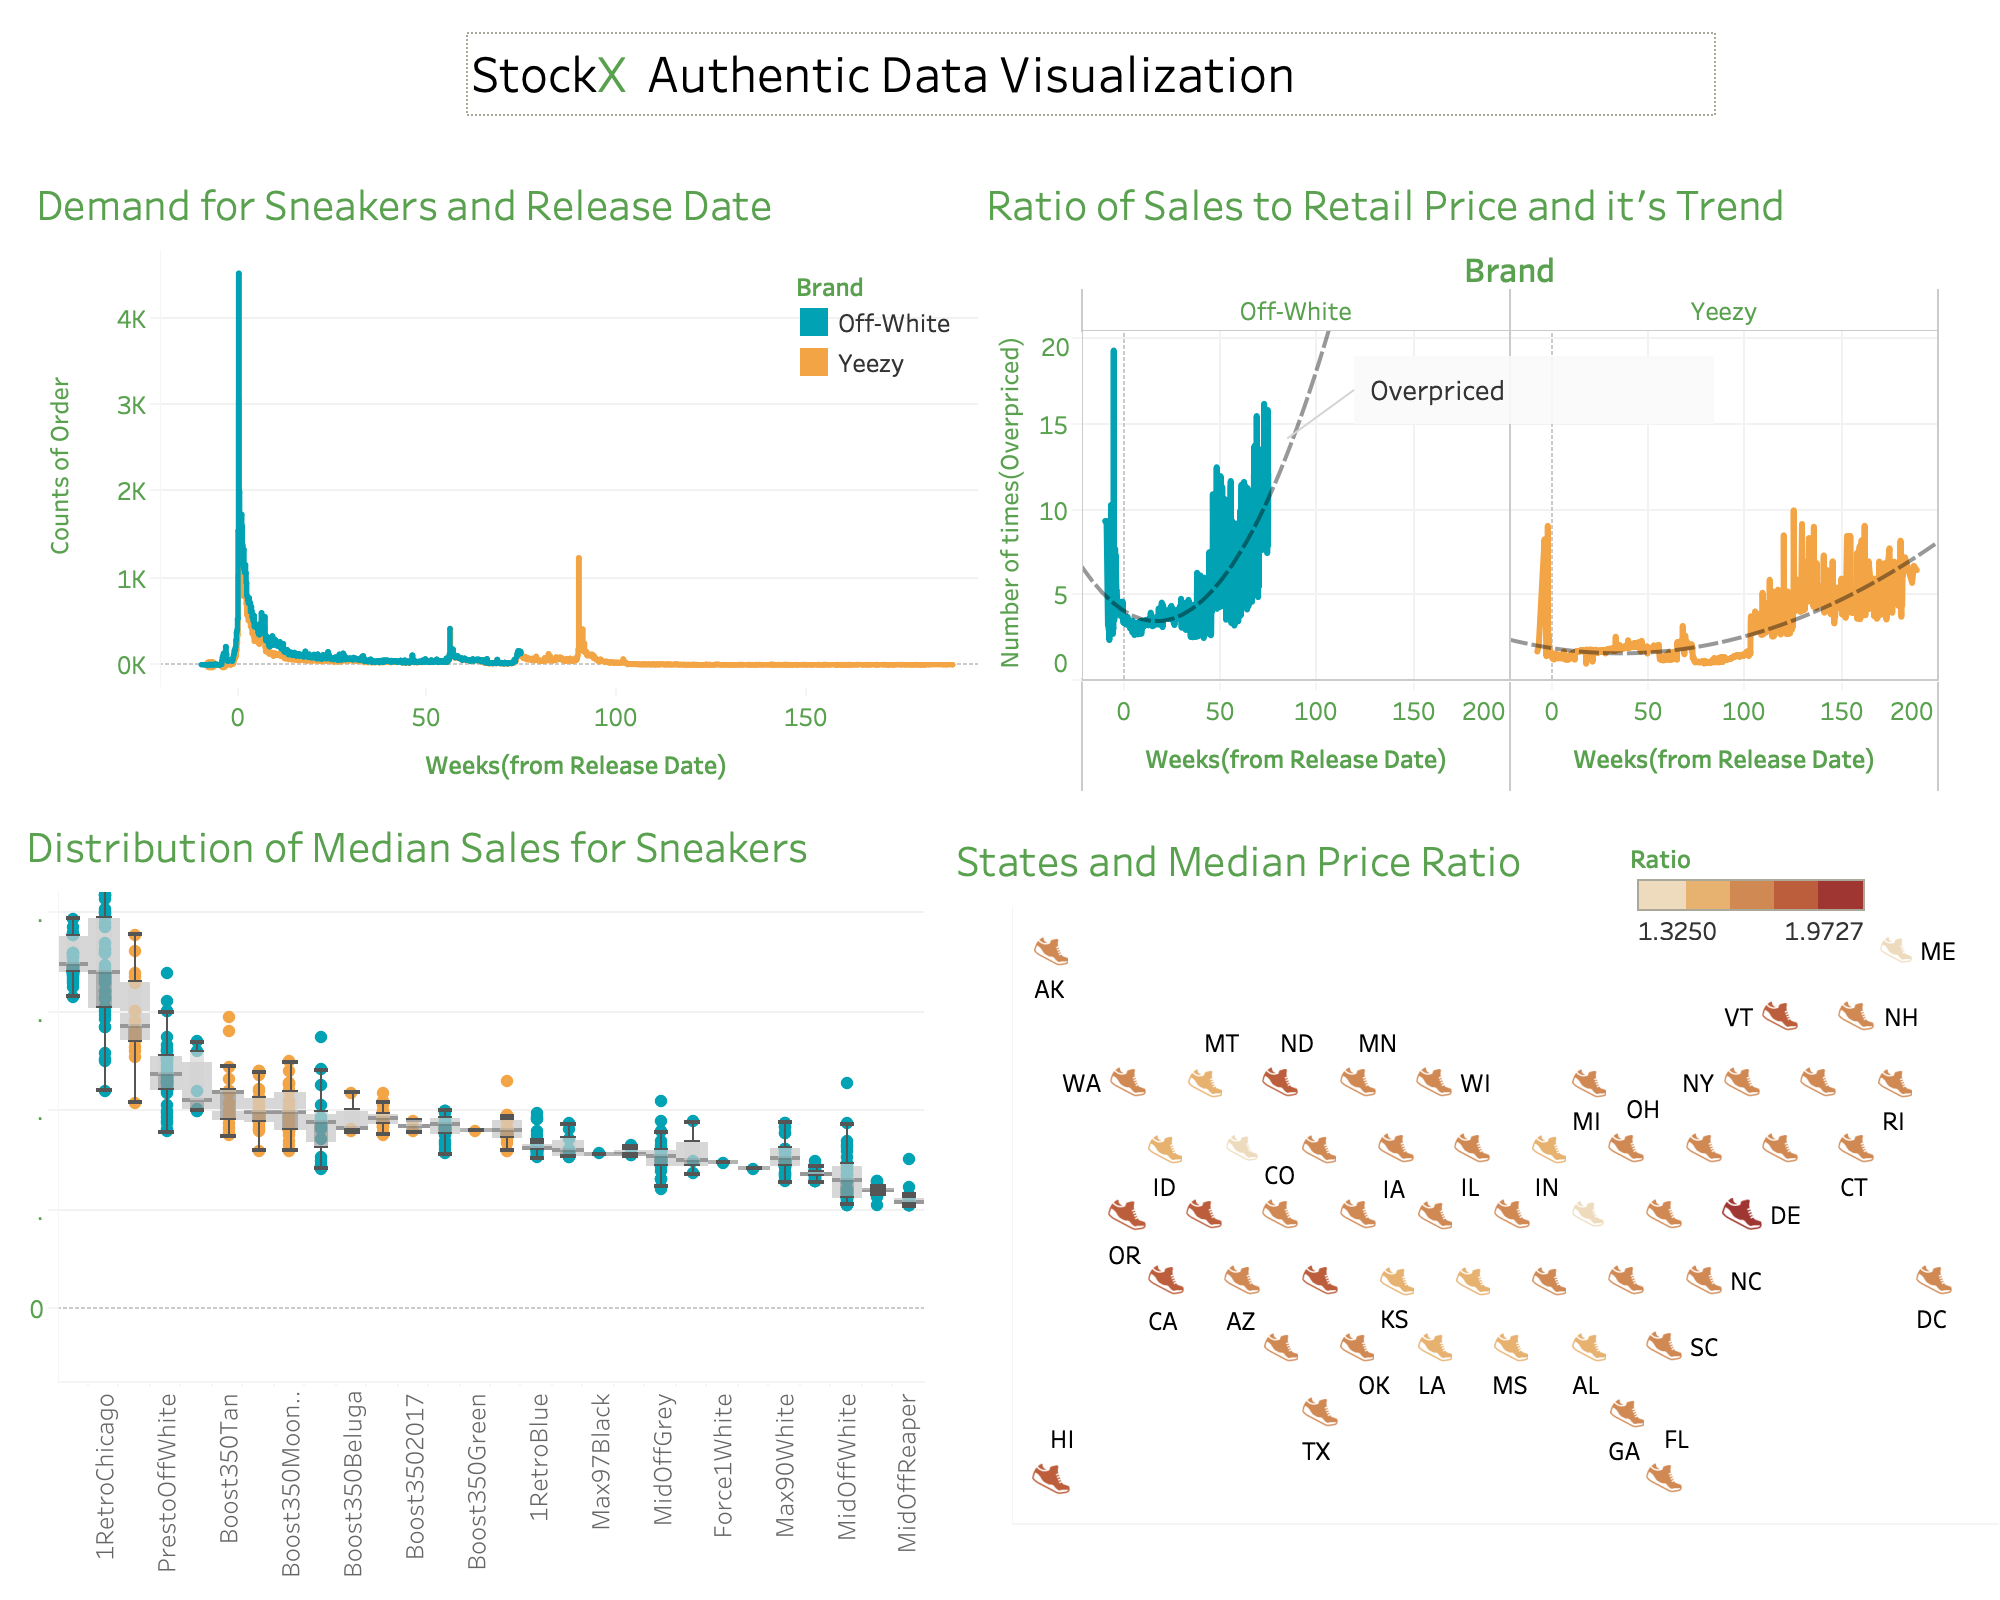 StockX Authentic Data Visualization
Demand for Sneakers and Release Date
Brand
Off-White
Yeezy
Counts of Order
4K
3K
2K
1K
0K
0 50 100 150
Weeks(from Release Date)
Ratio of Sales to Retail Price and it's Trend
Brand
Off-White Yeezy
Number of times(Overpriced)
20
15
10
5
0
Overpriced
0 50 100 150 200 0 50 100 150 200
Weeks(from Release Date) Weeks(from Release Date)
Distribution of Median Sales for Sneakers
0
1RetroChicago
PrestoOffWhite
Boost350Tan
Boost350Moon..
Boost350Beluga
Boost3502017
Boost350Green
1RetroBlue
Max97Black
MidOffGrey
Force1White
Max90White
MidOffWhite
MidOffReaper
States and Median Price Ratio
Ratio
1.3250 1.9727
ME
AK
VT NH
MT ND MN
WA WI NY
MI OH RI
CO
ID IA IL IN CT
DE
OR
NC
CA AZ KS DC
SC
OK LA MS AL
HI FL
TX GA